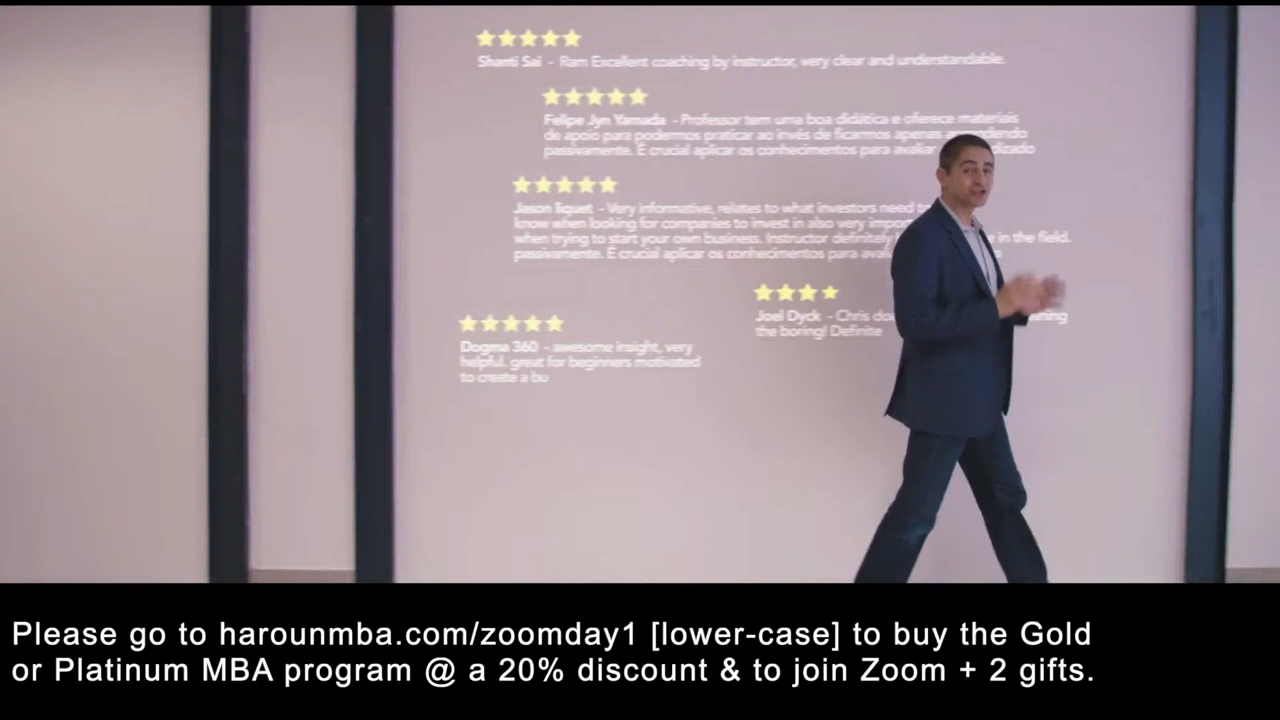 Shanti Sai - Ram Excellent coaching by instructor, very clear and understandable.
Felipe Jyn Yamada - Professor tem uma boa didática e oferece materiais
de apoio para podermos praticar ao invés de ficarmos apenas
passivamente. É crucial aplicar os conhecimentos para avaliar
Jason liquet - Very informative, relates to what investors need
know when looking for companies to invest in also very
when trying to start your own business. Instructor definitely in the field.
passivamente. É crucial aplicar os conhecimentos para
Joel Dyck - Chris
the boring! Definite
Dogma 360 - awesome insight, very
helpful. great for beginners motivated
to create a bu
Please go to harounmba.com/zoomday1 [lower-case] to buy the Gold
or Platinum MBA program @ a 20% discount & to join Zoom + 2 gifts.